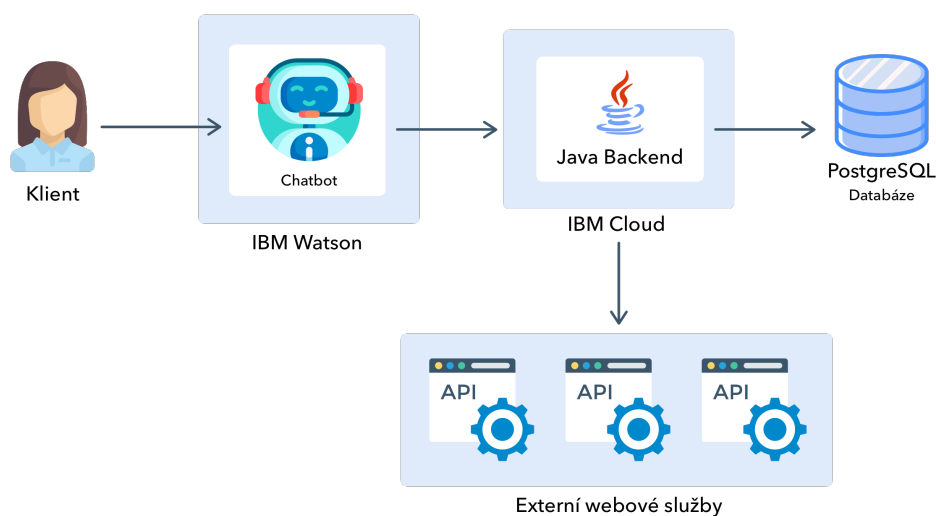 Klient
Chatbot
IBM Watson
Java Backend
IBM Cloud
PostgreSQL
Databáze
API
API
API
Externí webové služby